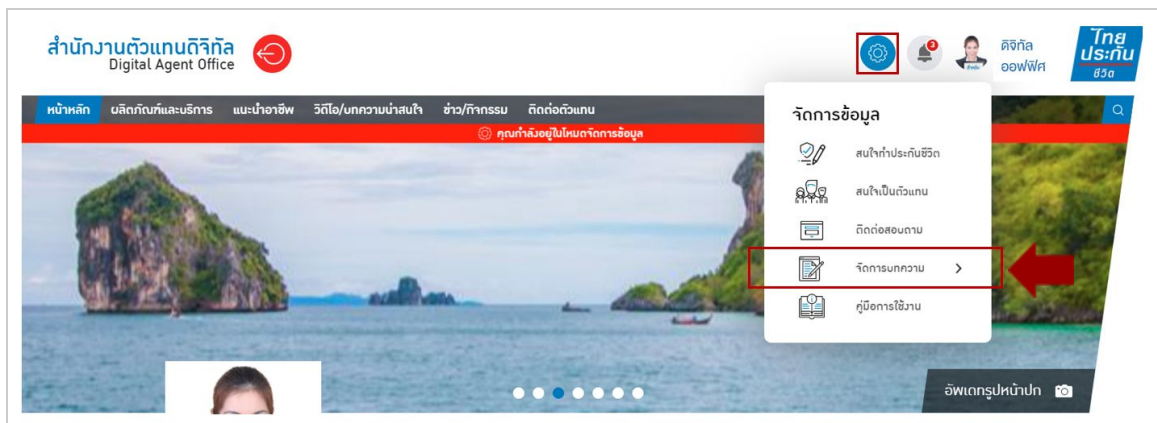 สำนักงานตัวแทนดิจิทัล
Digital Agent Office
3
ดิจิทัล
ออฟฟิศ
ไทย
ประกัน
ชีวิต
หน้าหลัก ผลิตภัณฑ์และบริการ แนะนำอาชีพ วิดีโอ/บทความน่าสนใจ ข่าว/กิจกรรม ติดต่อตัวแทน
คุณกำลังอยู่ในโหมดจัดการข้อมูล
จัดการข้อมูล
สนใจทำประกันชีวิต
สนใจเป็นตัวแทน
ติดต่อสอบถาม
จัดการบทความ
คู่มือการใช้งาน
อัพเดทรูปหน้าปก